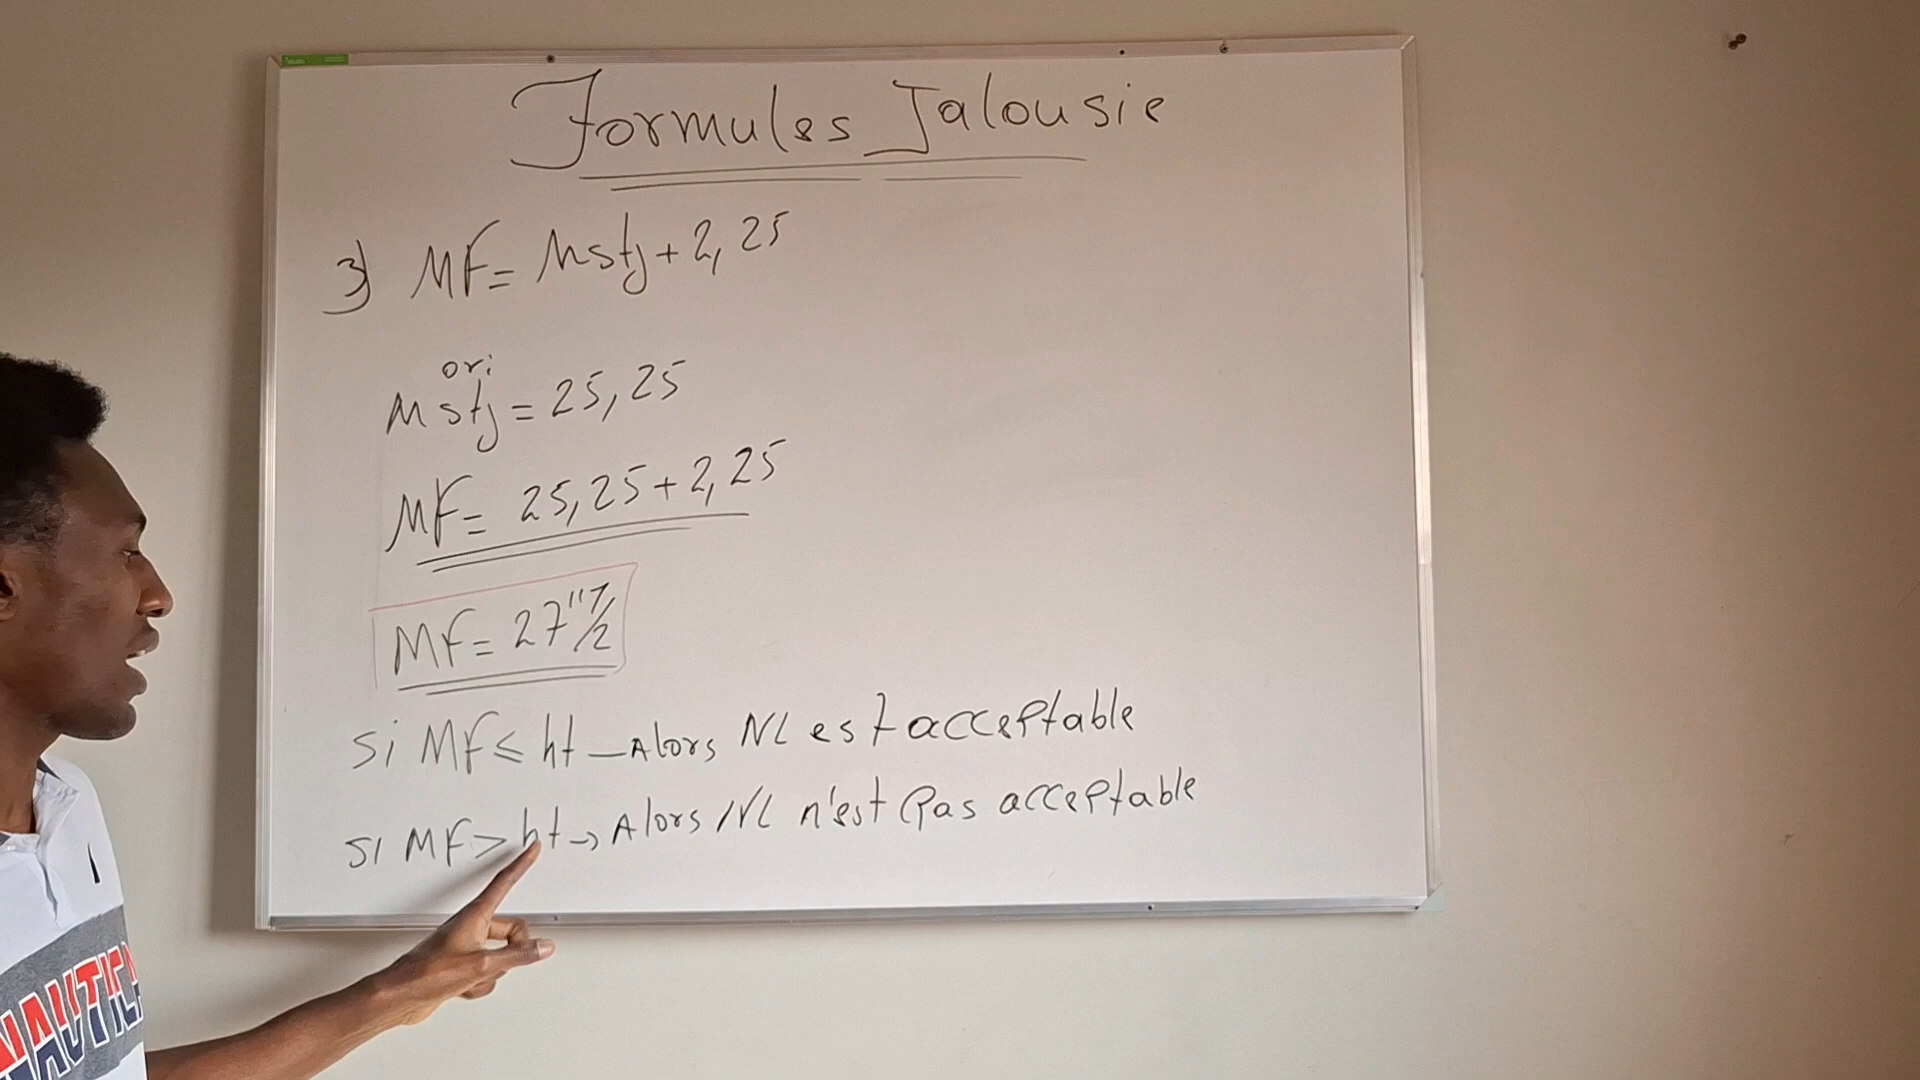 Formules Jalousie
3) MF = Mstj + 2,25
ori
Mstj = 25,25
MF = 25,25 + 2,25
MF = 27" 1/2
si MF ≤ ht _ Alors NL est acceptable
si MF > ht → Alors NL n'est pas acceptable
NAUTICA